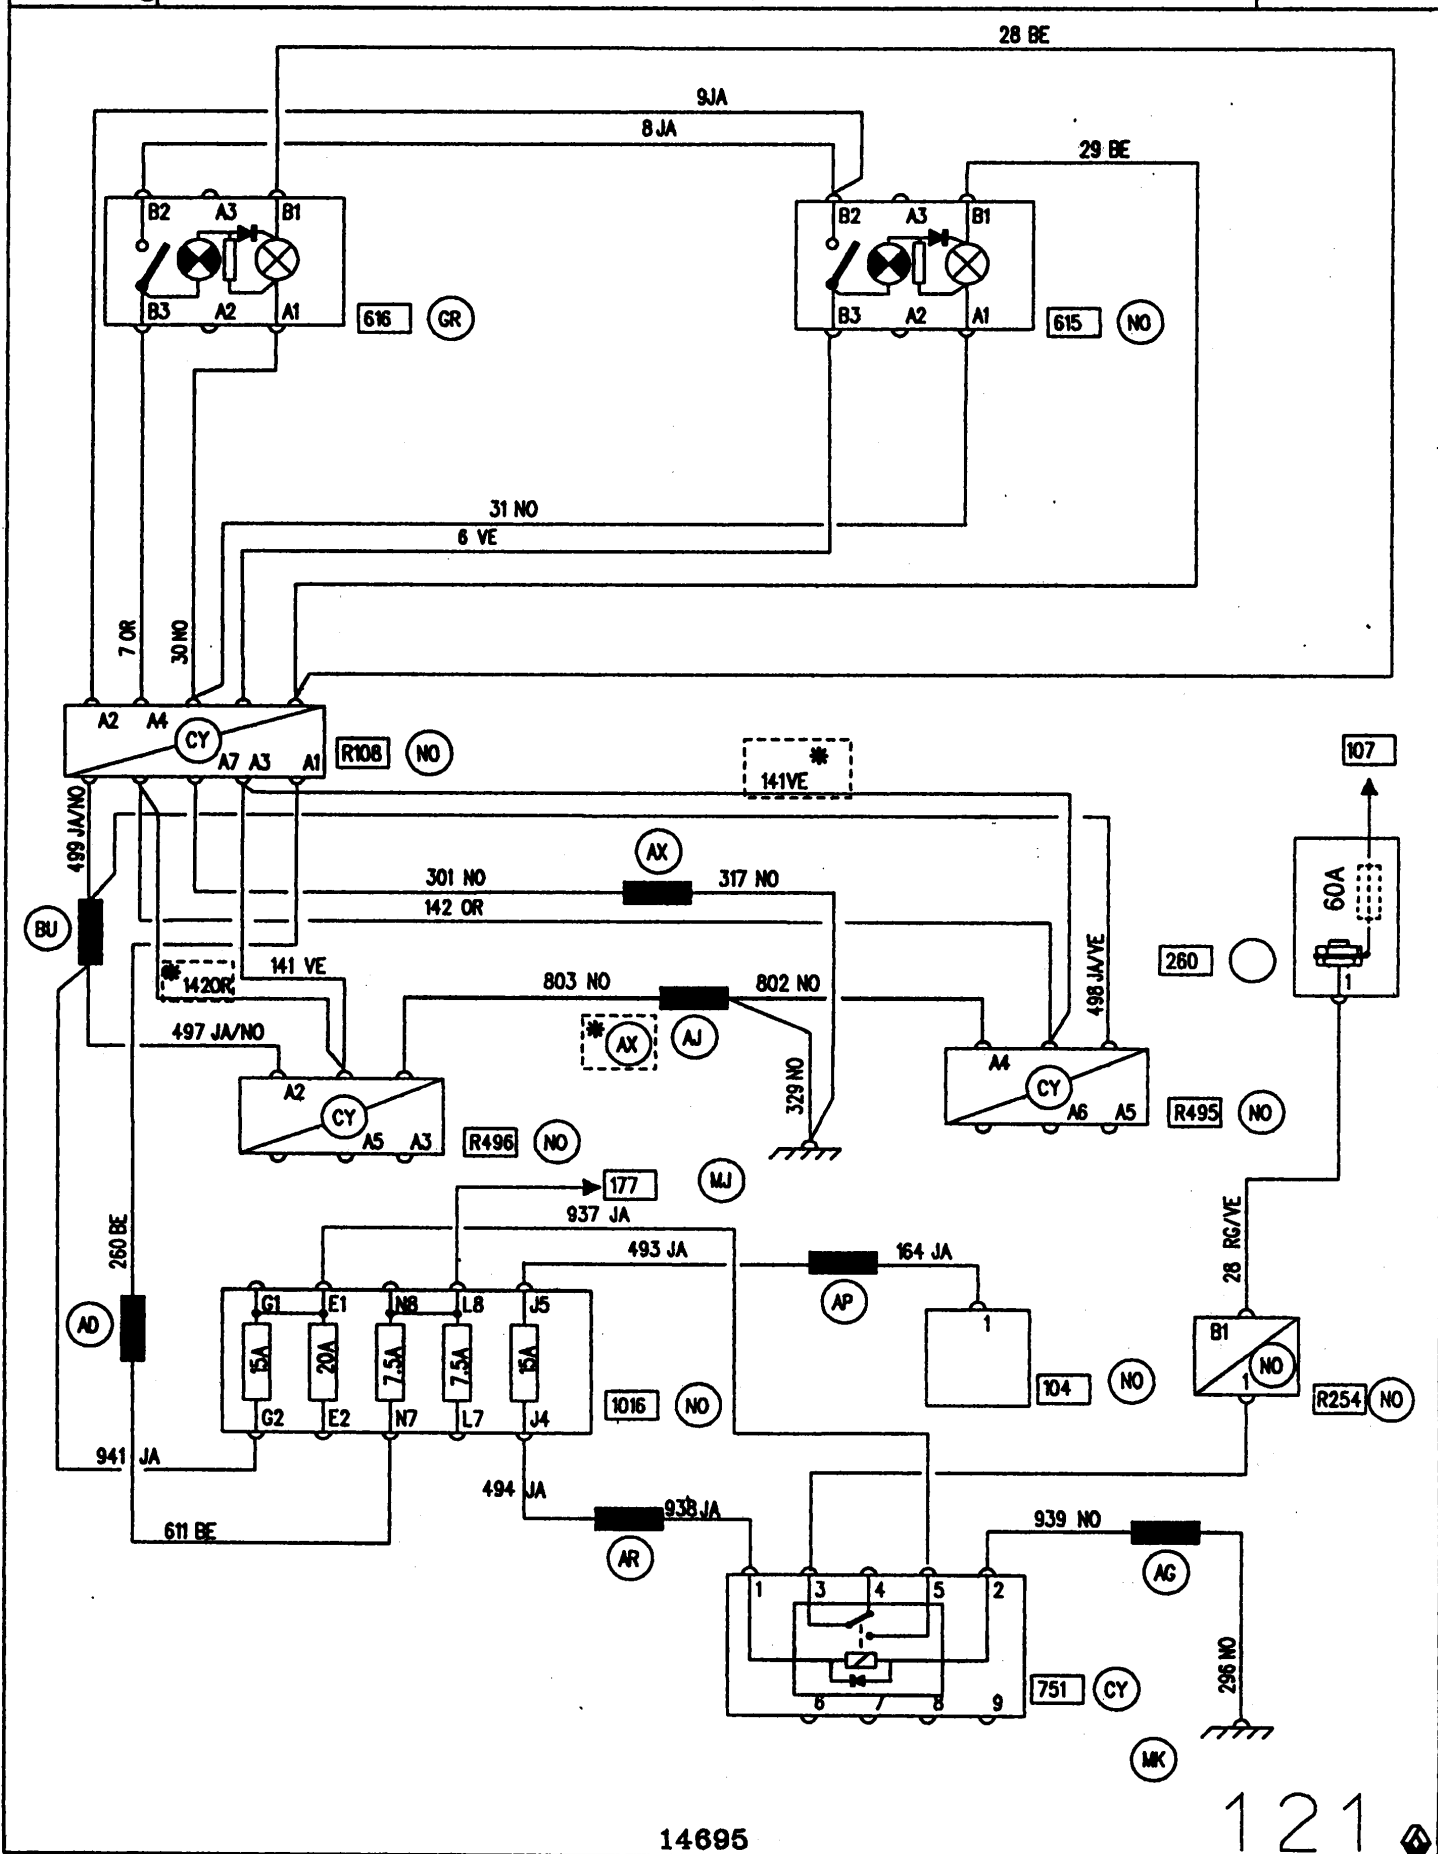 28 BE
9JA
8 JA
29 BE
B2 A3 B1
B2 A3 B1
B3 A2 A1
616 GR
B3 A2 A1
615 NO
31 NO
6 VE
7 OR
30 NO
A2 A4
CY
A7 A3 A1
R108 NO
*
141VE
107
499 JA/NO
AX
301 NO
317 NO
60A
142 OR
BU
498 JA/VE
260
1
*
142OR
141 VE
803 NO
802 NO
497 JA/NO
*
AX
AJ
329 NO
A2
CY
A5 A3
R496 NO
A4
CY
A6 A5
R495 NO
177
MJ
937 JA
260 BE
493 JA
164 JA
28 RG/VE
AP
AD
G1 E1 N8 L8 J5
15A 20A 7.5A 7.5A 15A
G2 E2 N7 L7 J4
1016 NO
1
104 NO
B1
NO
1
R254 NO
941 JA
494 JA
938JA
611 BE
AR
939 NO
AG
1 3 4 5 2
6 7 8 9
751 CY
296 NO
MK
14695
121